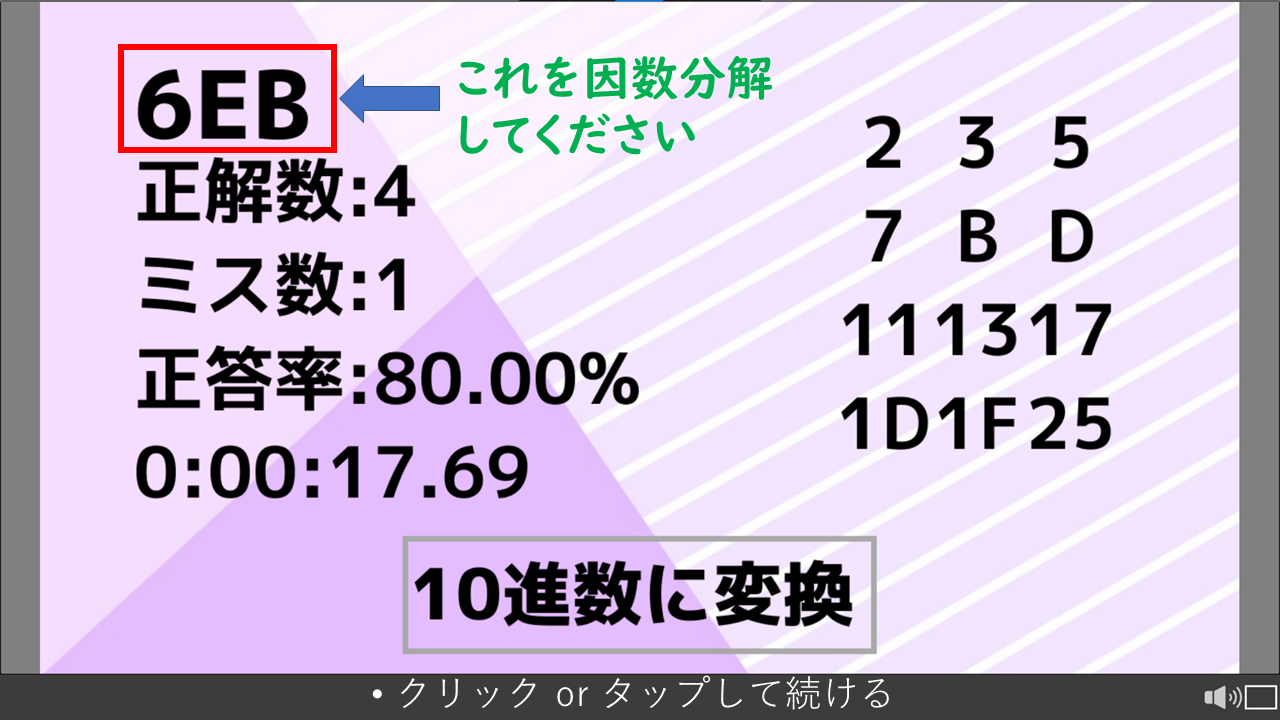 6EB
これを因数分解
してください
正解数:4
ミス数:1
正答率:80.00%
0:00:17.69
2 3 5
7 B D
11 13 17
1D 1F 25
10進数に変換
• クリック or タップして続ける